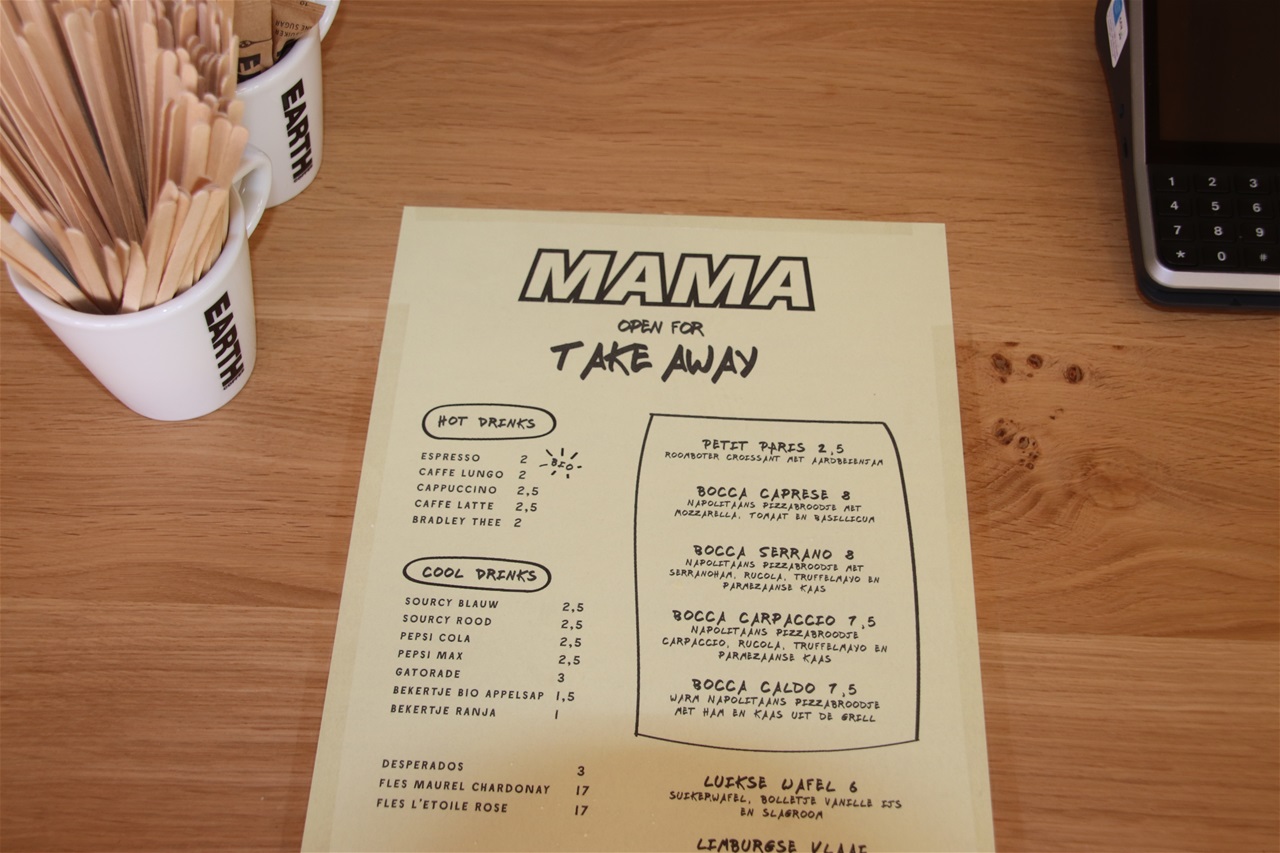 EARTH
EARTH
1 2 3
4 5 6
7 8 9
* 0 #
MAMA
OPEN FOR
TAKE AWAY
HOT DRINKS
ESPRESSO 2
BIO
CAFFE LUNGO 2
CAPPUCCINO 2,5
CAFFE LATTE 2,5
BRADLEY THEE 2
COOL DRINKS
SOURCY BLAUW 2,5
SOURCY ROOD 2,5
PEPSI COLA 2,5
PEPSI MAX 2,5
GATORADE 3
BEKERTJE BIO APPELSAP 1,5
BEKERTJE RANJA 1
DESPERADOS 3
FLES MAUREL CHARDONAY 17
FLES L'ETOILE ROSE 17
PETIT PARIS 2,5
ROOMBOTER CROISSANT MET AARDBEIENJAM
BOCCA CAPRESE 8
NAPOLITAANS PIZZABROODJE MET
MOZZARELLA, TOMAAT EN BASILLICUM
BOCCA SERRANO 8
NAPOLITAANS PIZZABROODJE MET
SERRANOHAM, RUCOLA, TRUFFELMAYO EN
PARMEZAANSE KAAS
BOCCA CARPACCIO 7,5
NAPOLITAANS PIZZABROODJE
CARPACCIO, RUCOLA, TRUFFELMAYO EN
PARMEZAANSE KAAS
BOCCA CALDO 7,5
WARM NAPOLITAANS PIZZABROODJE
MET HAM EN KAAS UIT DE GRILL
LUIKSE WAFEL 6
SUIKERWAFEL, BOLLETJE VANILLE IJS
EN SLAGROOM
LIMBURGSE VLAAI